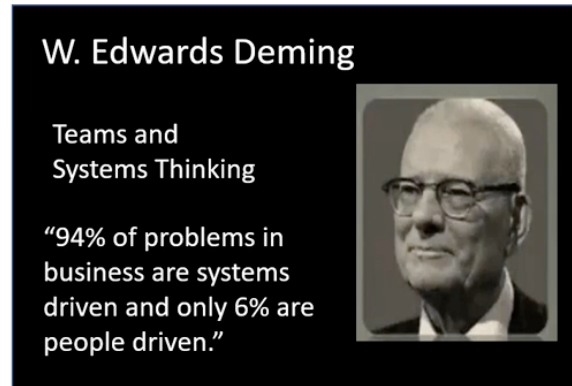 W. Edwards Deming
Teams and
Systems Thinking
“94% of problems in
business are systems
driven and only 6% are
people driven.”